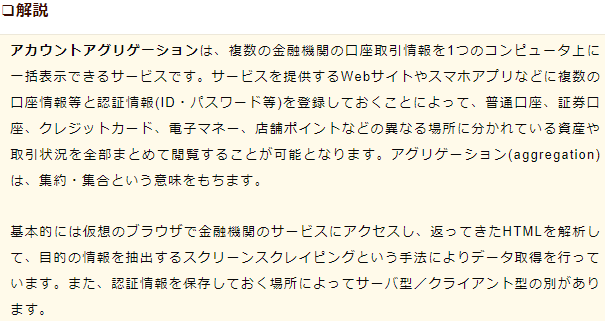 ❏解説
アカウントアグリゲーションは、複数の金融機関の口座取引情報を1つのコンピュータ上に
一括表示できるサービスです。サービスを提供するWebサイトやスマホアプリなどに複数の
口座情報等と認証情報(ID・パスワード等)を登録しておくことによって、普通口座、証券口
座、クレジットカード、電子マネー、店舗ポイントなどの異なる場所に分かれている資産や
取引状況を全部まとめて閲覧することが可能となります。アグリゲーション(aggregation)
は、集約・集合という意味をもちます。
基本的には仮想のブラウザで金融機関のサービスにアクセスし、返ってきたHTMLを解析し
て、目的の情報を抽出するスクリーンスクレイピングという手法によりデータ取得を行って
います。また、認証情報を保存しておく場所によってサーバ型／クライアント型の別があり
ます。